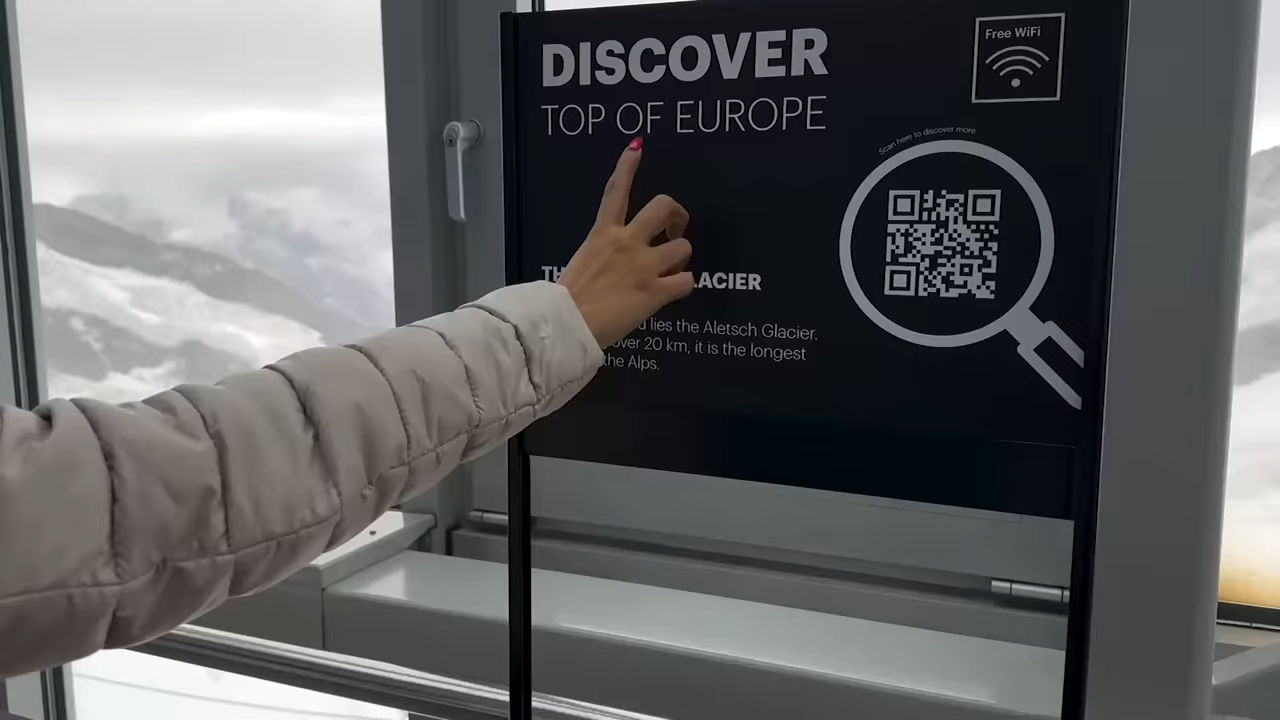 DISCOVER
TOP OF EUROPE
Free WiFi
Scan here to discover more
LACIER
lies the Aletsch Glacier.
over 20 km, it is the longest
the Alps.